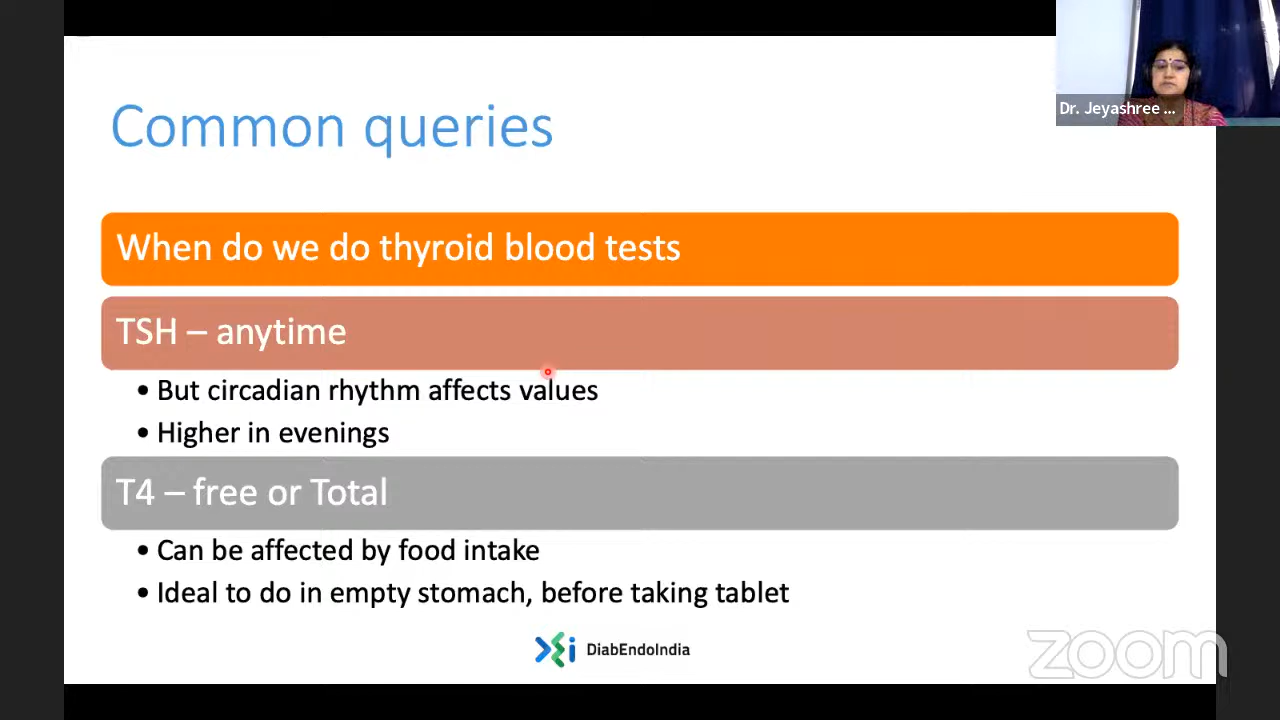 Dr. Jeyashree ...
Common queries
When do we do thyroid blood tests
TSH – anytime
• But circadian rhythm affects values
• Higher in evenings
T4 – free or Total
• Can be affected by food intake
• Ideal to do in empty stomach, before taking tablet
DiabEndoIndia
zoom